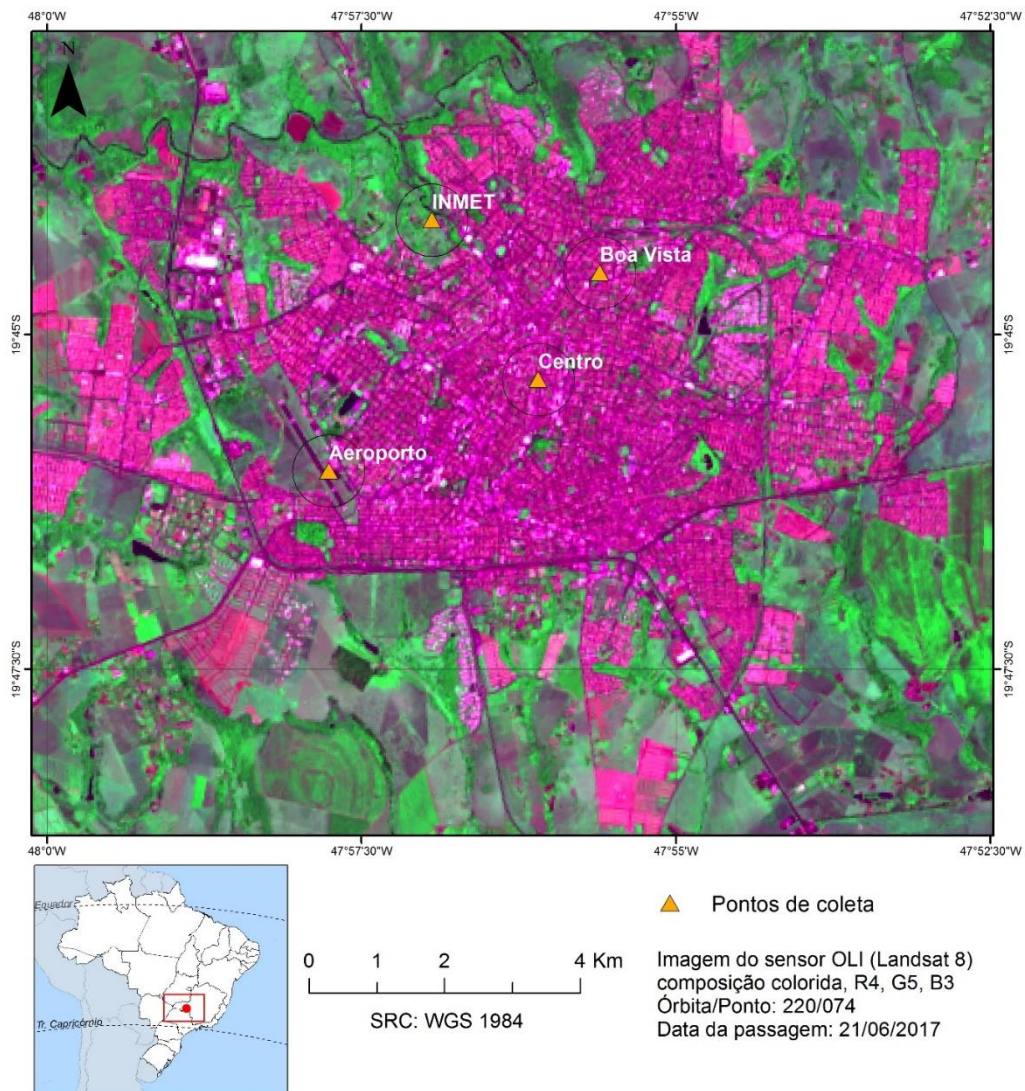 48°0'W 47°57'30"W 47°55'W 47°52'30"W
N
INMET
Boa Vista
19°45'S 19°45'S
Centro
Aeroporto
19°47'30"S 19°47'30"S
48°0'W 47°57'30"W 47°55'W 47°52'30"W
Equador
Tr. Capricórnio
0 1 2 4 Km
SRC: WGS 1984
Pontos de coleta
Imagem do sensor OLI (Landsat 8)
composição colorida, R4, G5, B3
Órbita/Ponto: 220/074
Data da passagem: 21/06/2017